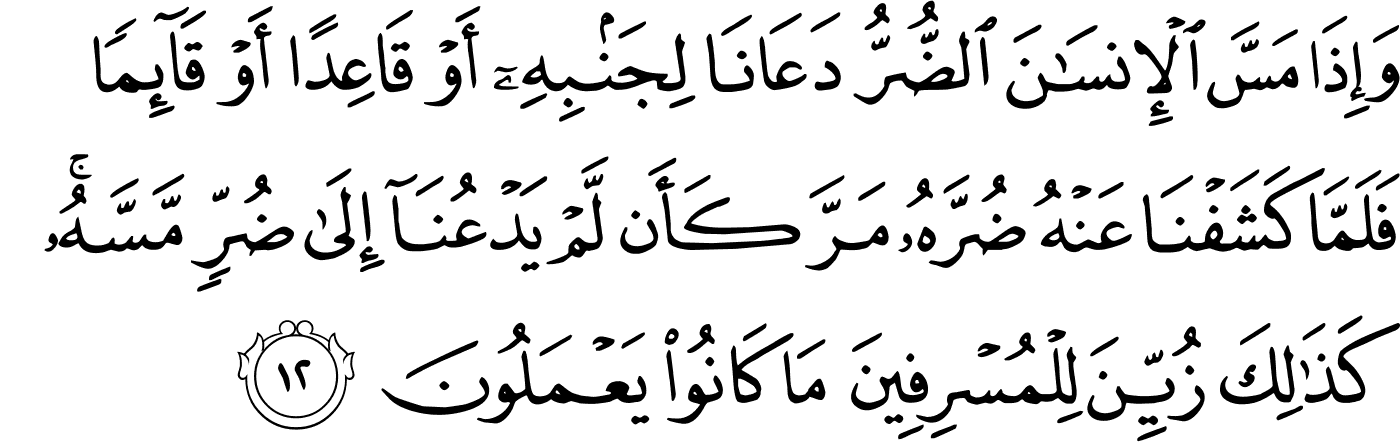 وَإِذَا مَسَّ ٱلْإِنسَـٰنَ ٱلضُّرُّ دَعَانَا لِجَنۢبِهِۦٓ أَوْ قَاعِدًا أَوْ قَآئِمًا
فَلَمَّا كَشَفْنَا عَنْهُ ضُرَّهُۥ مَرَّ كَأَن لَّمْ يَدْعُنَآ إِلَىٰ ضُرٍّ مَّسَّهُۥ ۚ
كَذَٰلِكَ زُيِّنَ لِلْمُسْرِفِينَ مَا كَانُوا۟ يَعْمَلُونَ ١٢